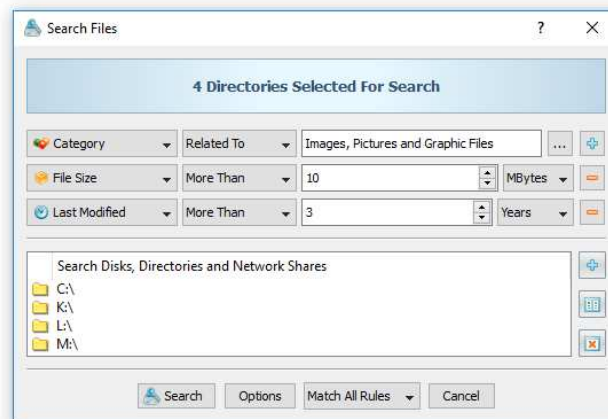 Search Files ?
4 Directories Selected For Search
Category Related To Images, Pictures and Graphic Files ...
File Size More Than 10 MBytes
Last Modified More Than 3 Years
Search Disks, Directories and Network Shares
C:\
K:\
L:\
M:\
Search Options Match All Rules Cancel